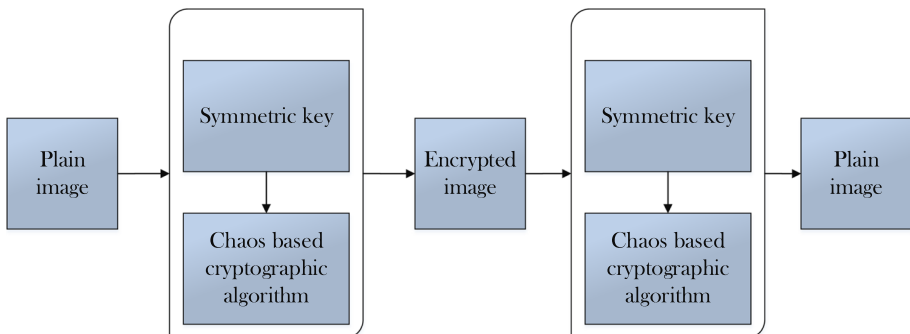 Plain
image
Symmetric key
Chaos based
cryptographic
algorithm
Encrypted
image
Symmetric key
Chaos based
cryptographic
algorithm
Plain
image